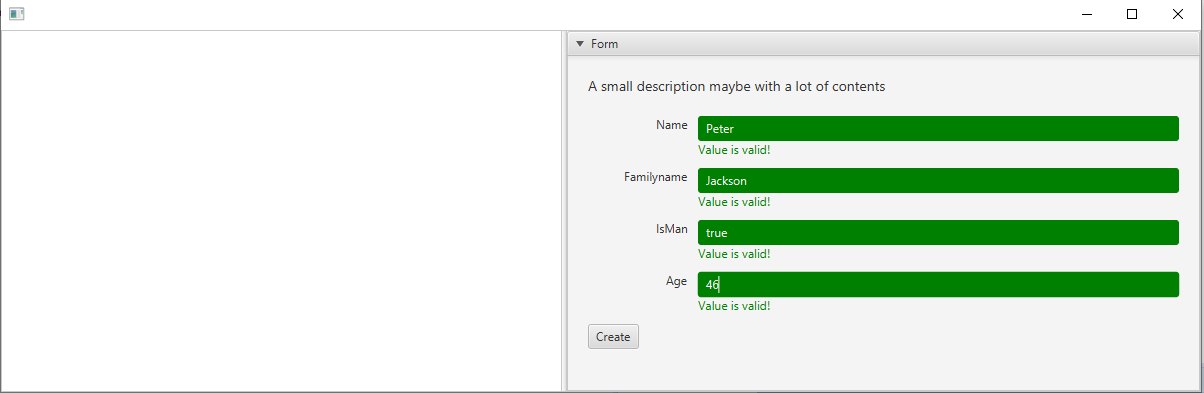 Form
A small description maybe with a lot of contents
Name Peter
Value is valid!
Familyname Jackson
Value is valid!
IsMan true
Value is valid!
Age 46
Value is valid!
Create